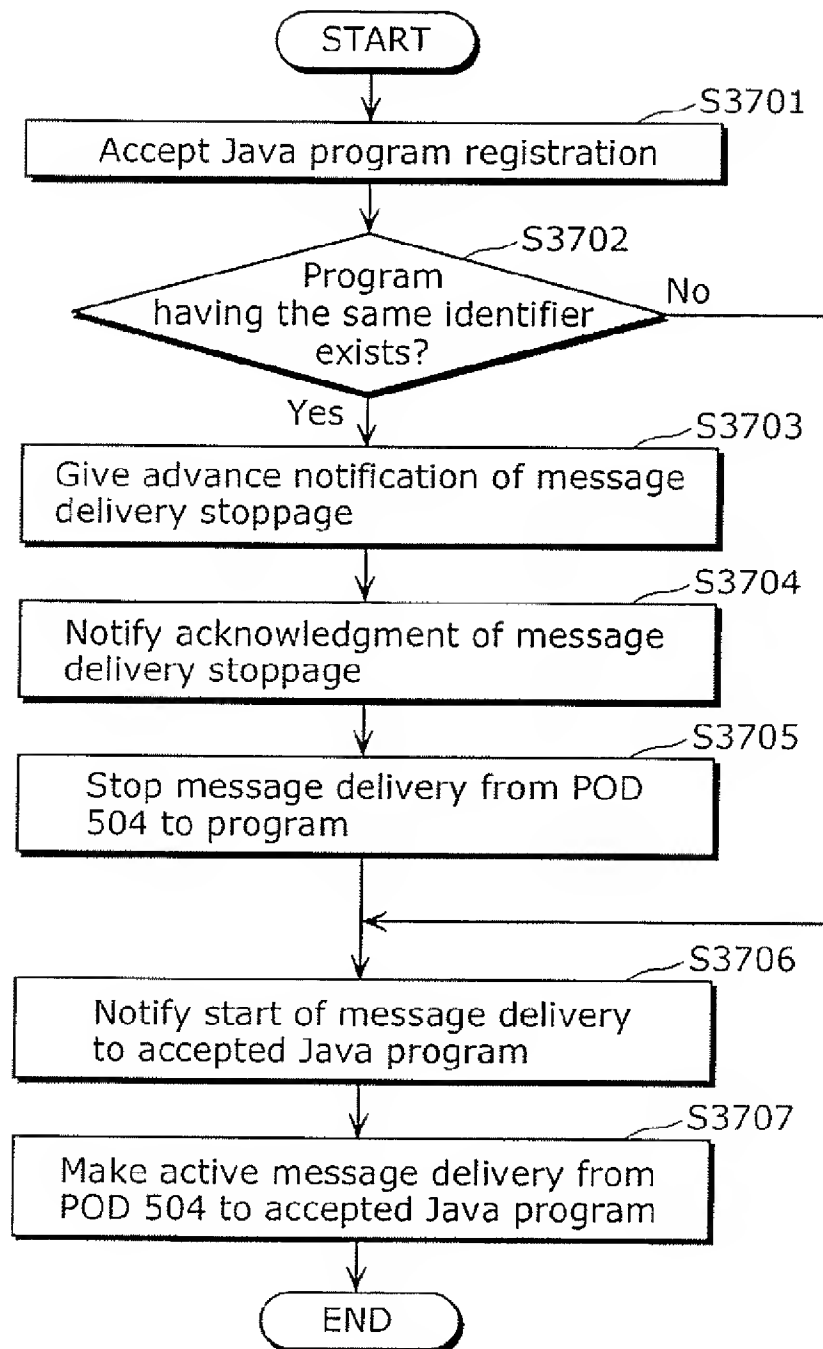 START
S3701
Accept Java program registration
S3702
Program
having the same identifier
exists?
No
Yes
S3703
Give advance notification of message
delivery stoppage
S3704
Notify acknowledgment of message
delivery stoppage
S3705
Stop message delivery from POD
504 to program
S3706
Notify start of message delivery
to accepted Java program
S3707
Make active message delivery from
POD 504 to accepted Java program
END